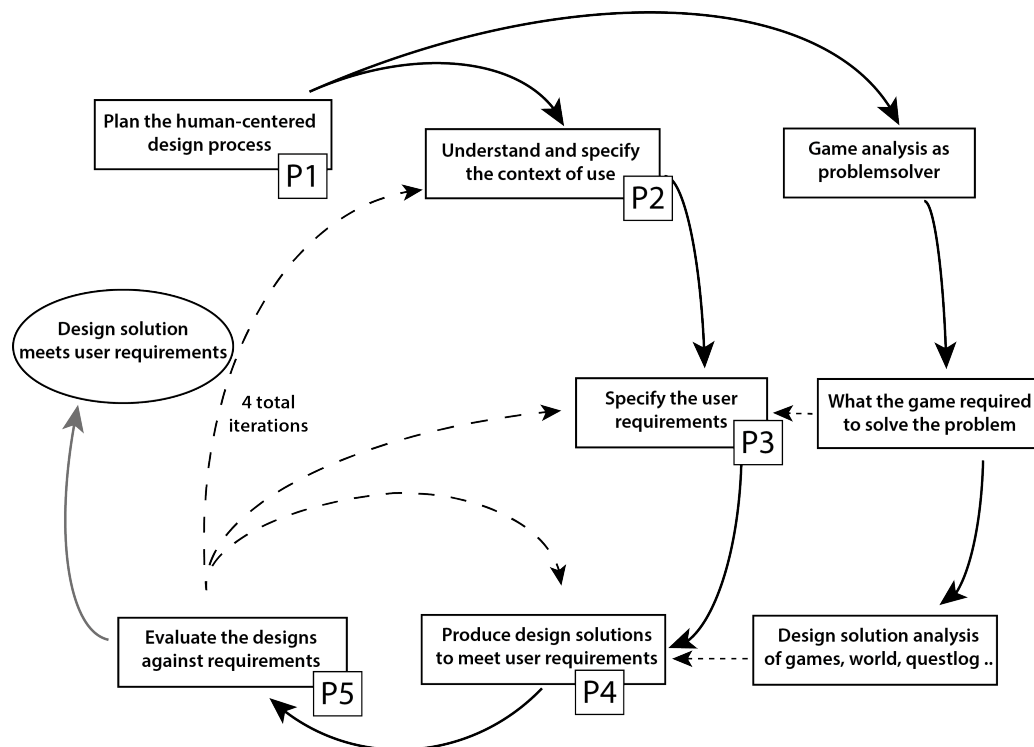 Plan the human-centered
design process
P1
Understand and specify
the context of use
P2
Game analysis as
problemsolver
Design solution
meets user requirements
4 total
iterations
Specify the user
requirements
P3
What the game required
to solve the problem
Evaluate the designs
against requirements
P5
Produce design solutions
to meet user requirements
P4
Design solution analysis
of games, world, questlog ..